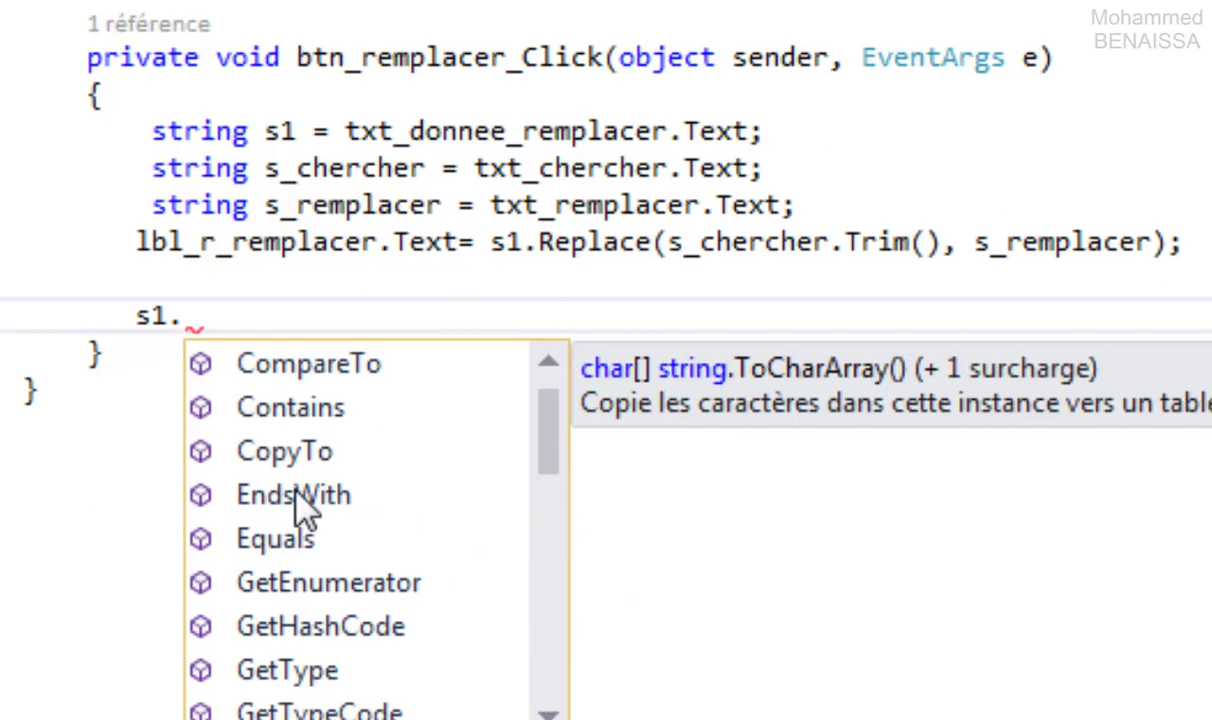 Mohammed
BENAISSA
1 référence
private void btn_remplacer_Click(object sender, EventArgs e)
{
string s1 = txt_donnee_remplacer.Text;
string s_chercher = txt_chercher.Text;
string s_remplacer = txt_remplacer.Text;
lbl_r_remplacer.Text= s1.Replace(s_chercher.Trim(), s_remplacer);
s1.
}
}
CompareTo
Contains
CopyTo
EndsWith
Equals
GetEnumerator
GetHashCode
GetType
GetTypeCode
char[] string.ToCharArray() (+ 1 surcharge)
Copie les caractères dans cette instance vers un table